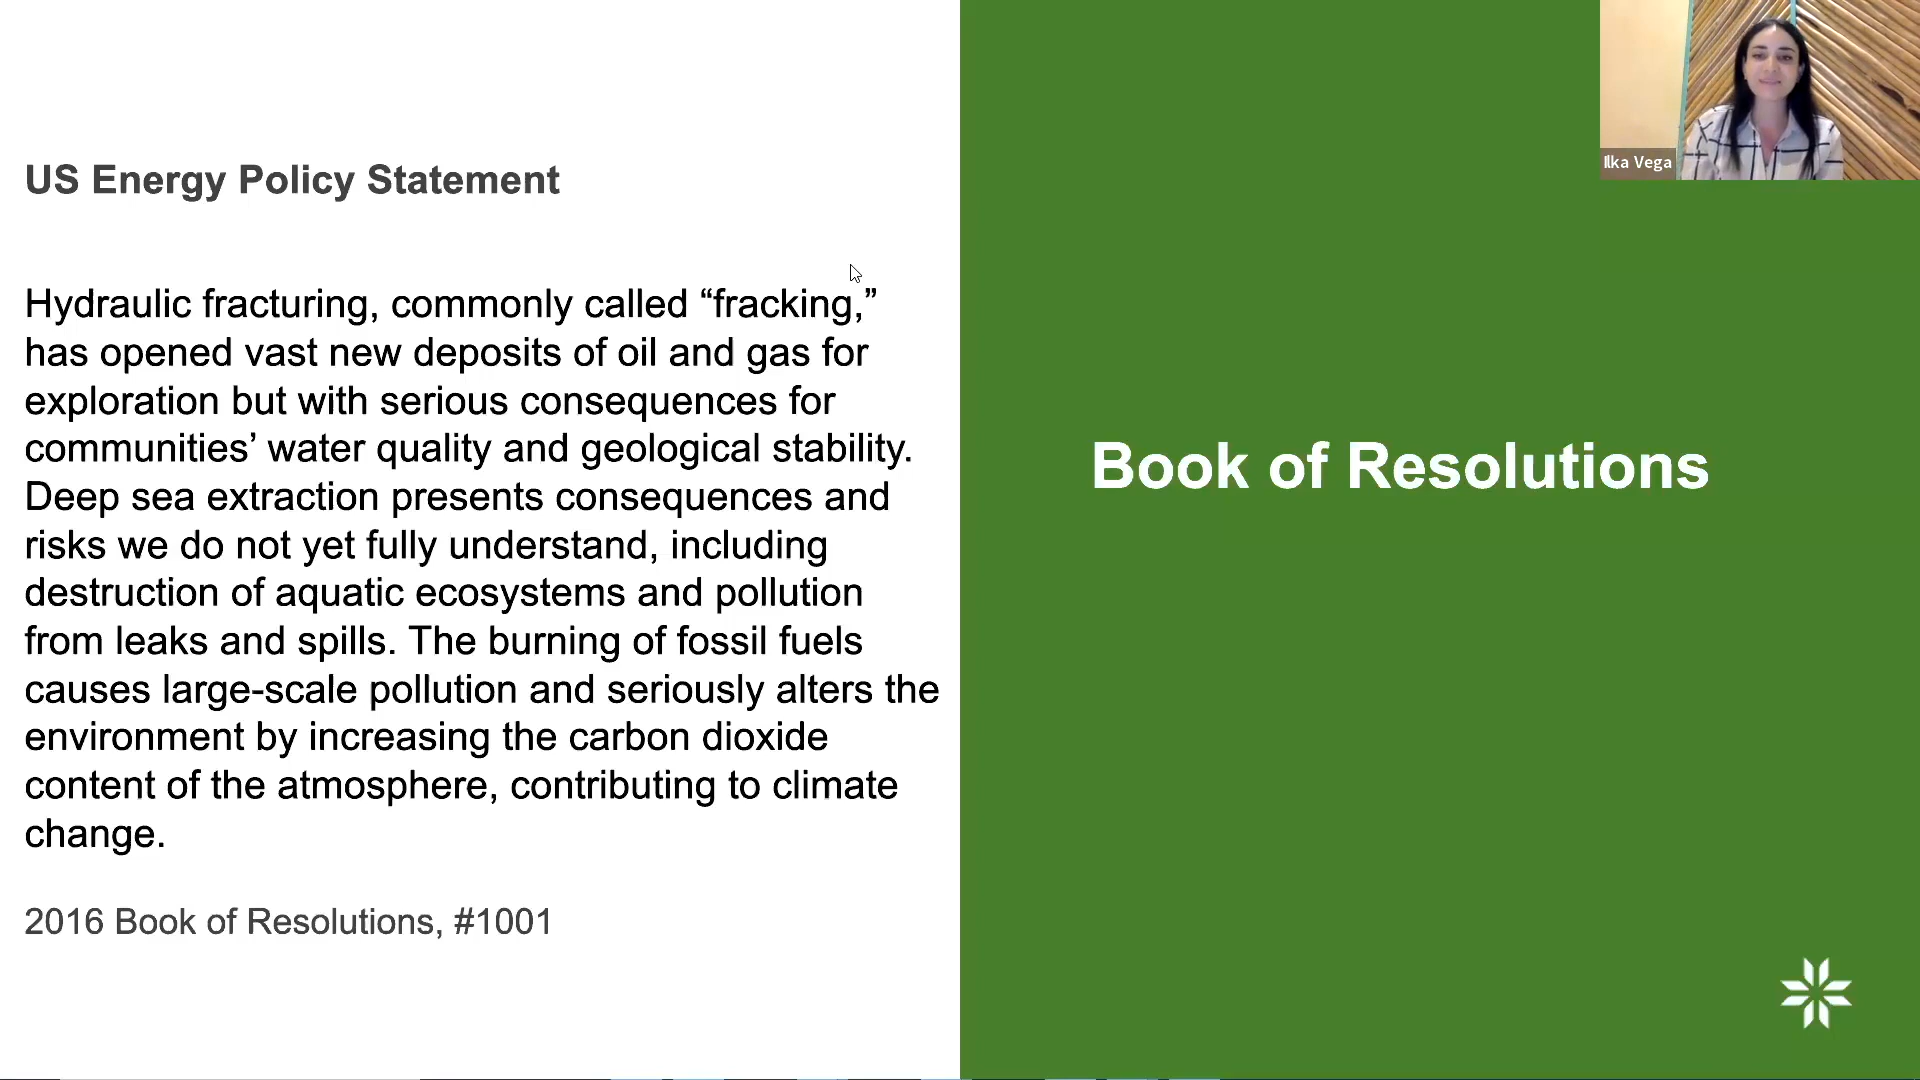 US Energy Policy Statement
Hydraulic fracturing, commonly called “fracking,”
has opened vast new deposits of oil and gas for
exploration but with serious consequences for
communities’ water quality and geological stability.
Deep sea extraction presents consequences and
risks we do not yet fully understand, including
destruction of aquatic ecosystems and pollution
from leaks and spills. The burning of fossil fuels
causes large-scale pollution and seriously alters the
environment by increasing the carbon dioxide
content of the atmosphere, contributing to climate
change.
2016 Book of Resolutions, #1001
Book of Resolutions
Ilka Vega